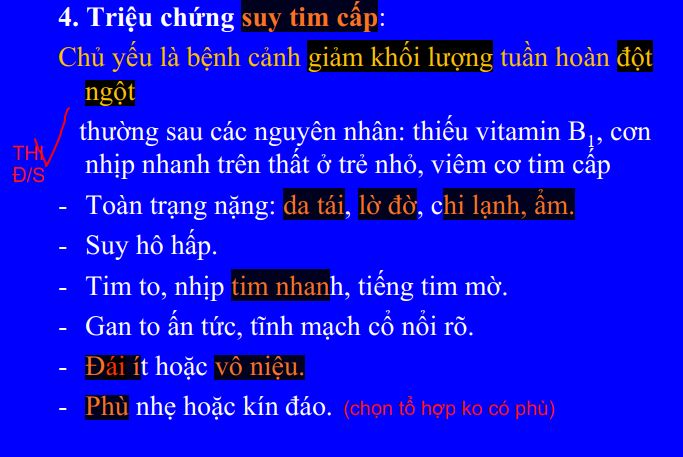 4. Triệu chứng suy tim cấp:
Chủ yếu là bệnh cảnh giảm khối lượng tuần hoàn đột
ngột
thường sau các nguyên nhân: thiếu vitamin B1, cơn
nhịp nhanh trên thất ở trẻ nhỏ, viêm cơ tim cấp
THI
Đ/S
- Toàn trạng nặng: da tái, lờ đờ, chi lạnh, ẩm.
- Suy hô hấp.
- Tim to, nhịp tim nhanh, tiếng tim mờ.
- Gan to ấn tức, tĩnh mạch cổ nổi rõ.
- Đái ít hoặc vô niệu.
- Phù nhẹ hoặc kín đáo. (chọn tổ hợp ko có phù)